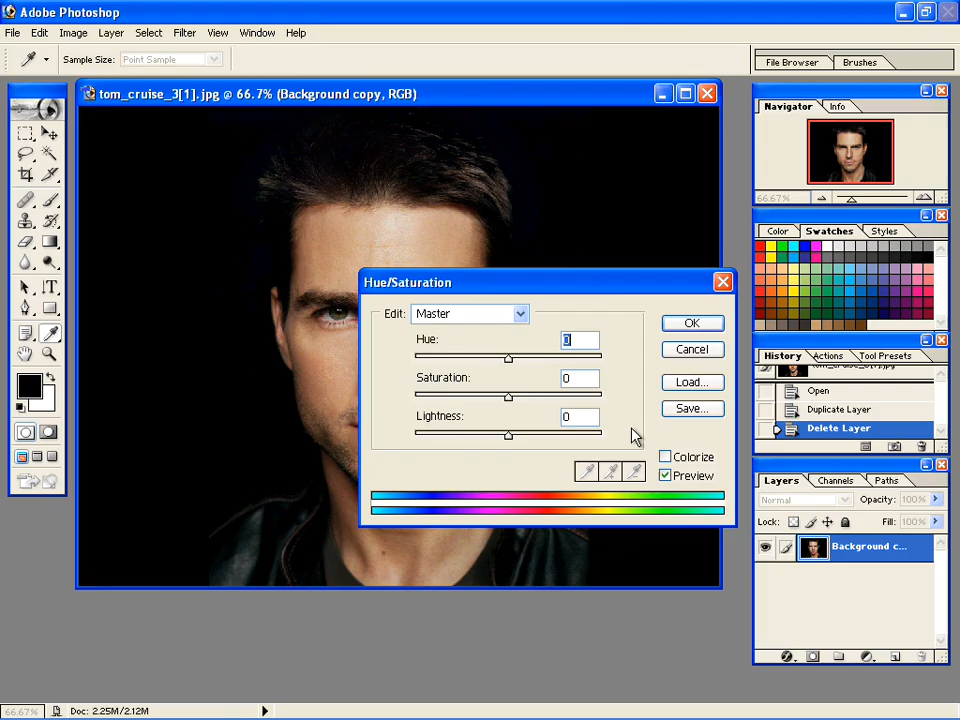 Adobe Photoshop
File Edit Image Layer Select Filter View Window Help
Sample Size: Point Sample
File Browser Brushes
tom_cruise_3[1].jpg @ 66.7% (Background copy, RGB)
Navigator Info
66.67%
Color Swatches Styles
Hue/Saturation
Edit: Master
Hue: 0
Saturation: 0
Lightness: 0
OK
Cancel
Load...
Save...
Colorize
Preview
History Actions Tool Presets
tom_cruise_3[1].jpg
Open
Duplicate Layer
Delete Layer
Layers Channels Paths
Normal Opacity: 100%
Lock: Fill: 100%
Background c...
66.67% Doc: 2.25M/2.12M